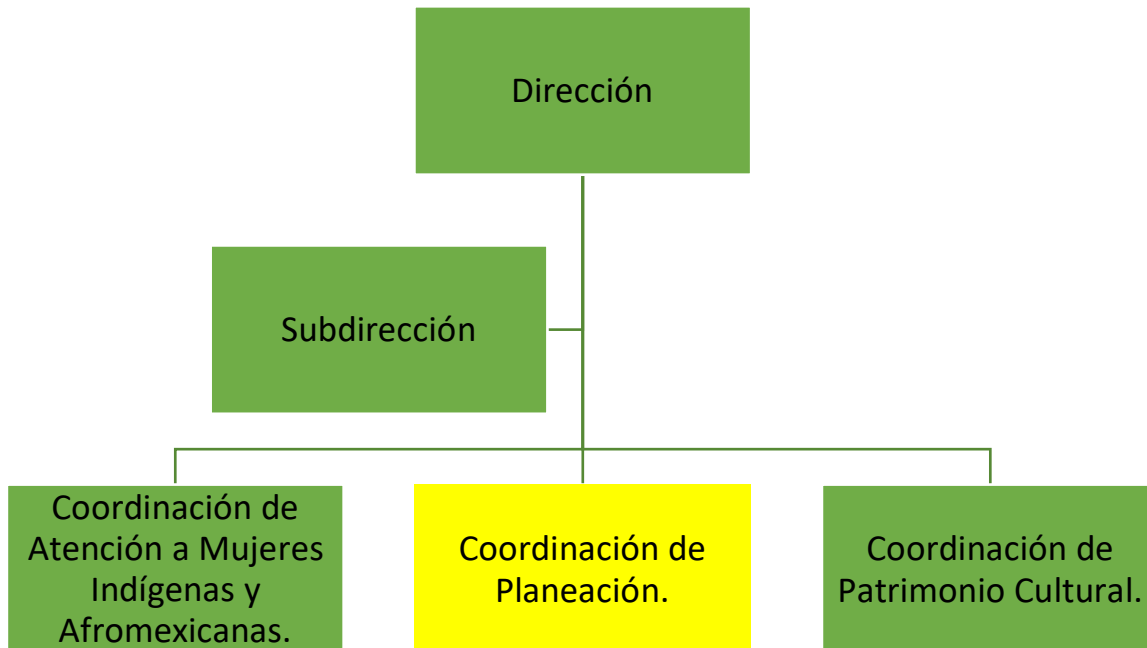 Dirección
Subdirección
Coordinación de
Atención a Mujeres
Indígenas y
Afromexicanas.
Coordinación de
Planeación.
Coordinación de
Patrimonio Cultural.